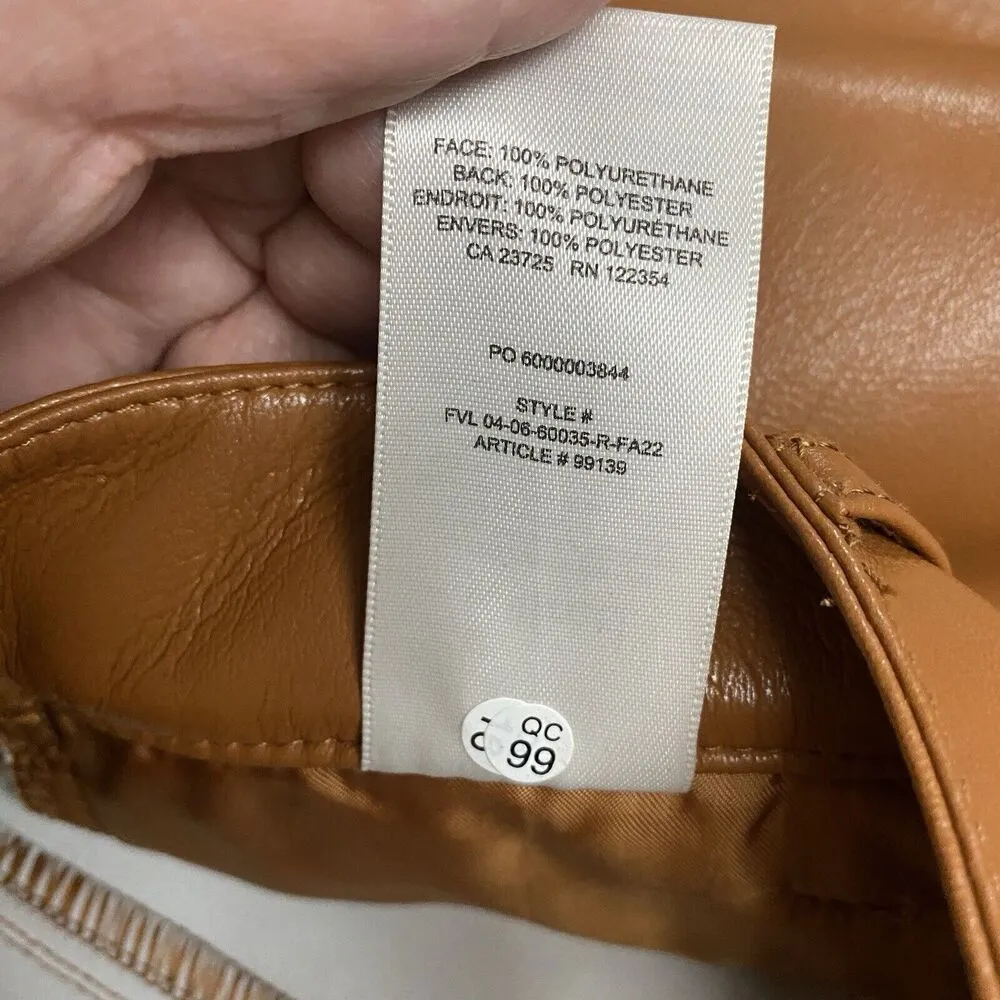 FACE: 100% POLYURETHANE
BACK: 100% POLYESTER
ENDROIT: 100% POLYURETHANE
ENVERS: 100% POLYESTER
CA 23725 RN 122354
PO 6000003844
STYLE #
FVL 04-06-60035-R-FA22
ARTICLE # 99139
QC
99